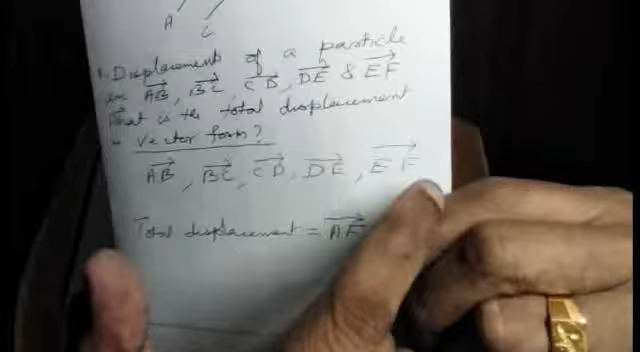 A
C
1. Displacement of a particle
are AB, BC, CD, DE & EF
What is the total displacement
in vector form?
AB, BC, CD, DE, EF
Total displacement = AF